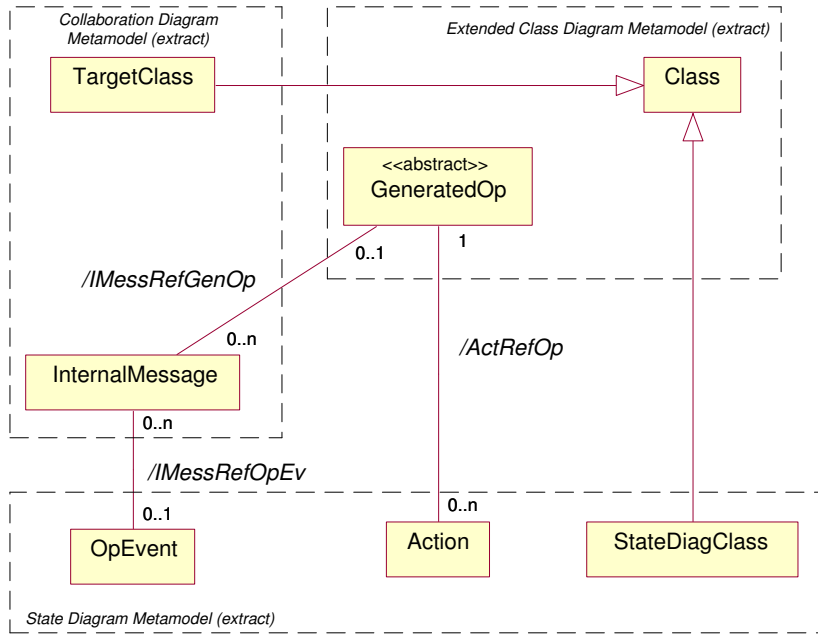 Collaboration Diagram
Metamodel (extract)
Extended Class Diagram Metamodel (extract)
TargetClass
Class
<<abstract>>
GeneratedOp
0..1
1
/IMessRefGenOp
0..n
/ActRefOp
InternalMessage
0..n
/IMessRefOpEv
0..1
0..n
OpEvent
Action
StateDiagClass
State Diagram Metamodel (extract)